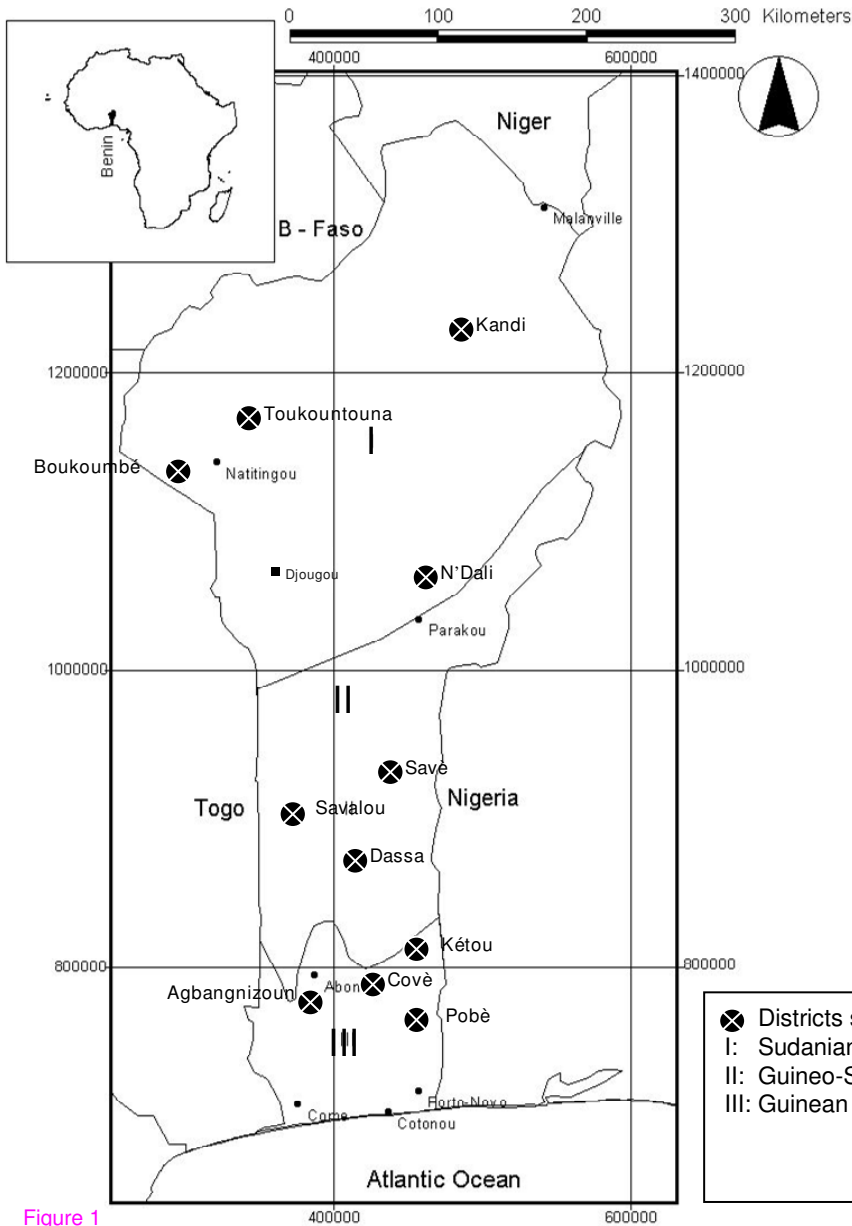 0 100 200 300 Kilometers
400000 600000
1400000
Niger
Benin
Malanville
B - Faso
Kandi
1200000 1200000
Toukountouna
I
Boukoumbé
Natitingou
Djougou
N'Dali
Parakou
1000000 1000000
II
Savè
Togo
Savalou
Nigeria
Dassa
Kétou
800000 800000
Covè
Agbangnizoun
Pobè
III
Districts
I: Sudanian
II: Guineo-S
III: Guinean
Porto-Novo
Come
Cotonou
Atlantic Ocean
Figure 1
400000 600000